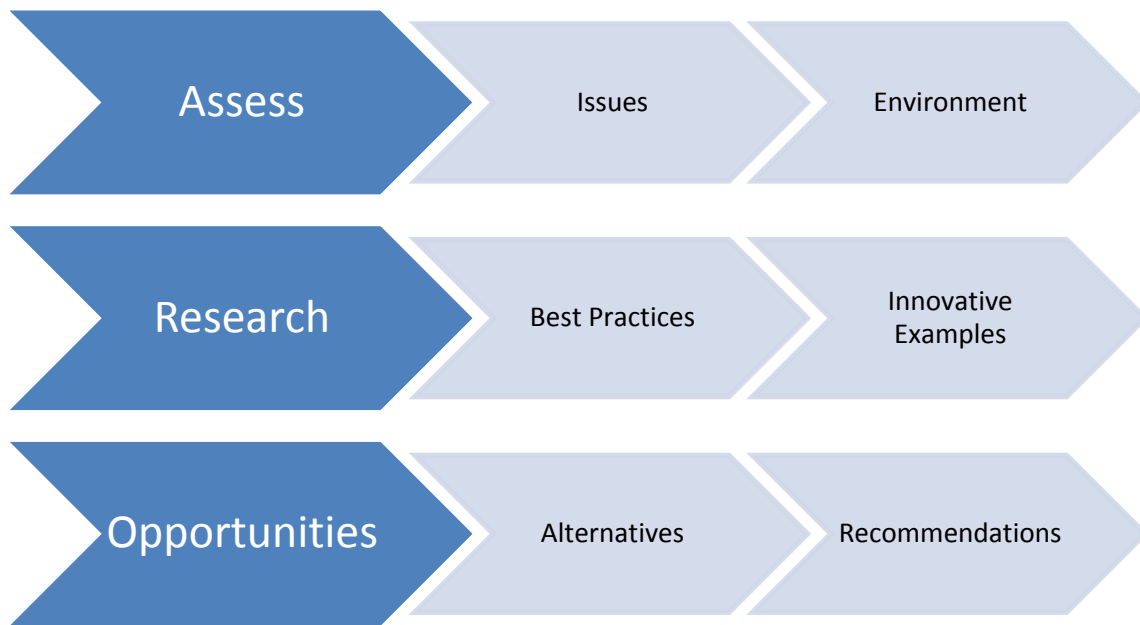 Assess
Issues
Environment
Research
Best Practices
Innovative
Examples
Opportunities
Alternatives
Recommendations